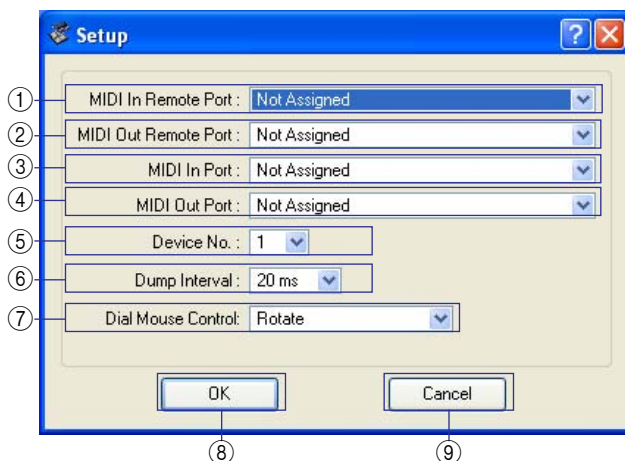 Setup
① MIDI In Remote Port : Not Assigned
② MIDI Out Remote Port : Not Assigned
③ MIDI In Port : Not Assigned
④ MIDI Out Port : Not Assigned
⑤ Device No. : 1
⑥ Dump Interval : 20 ms
⑦ Dial Mouse Control: Rotate
OK Cancel
⑧ ⑨